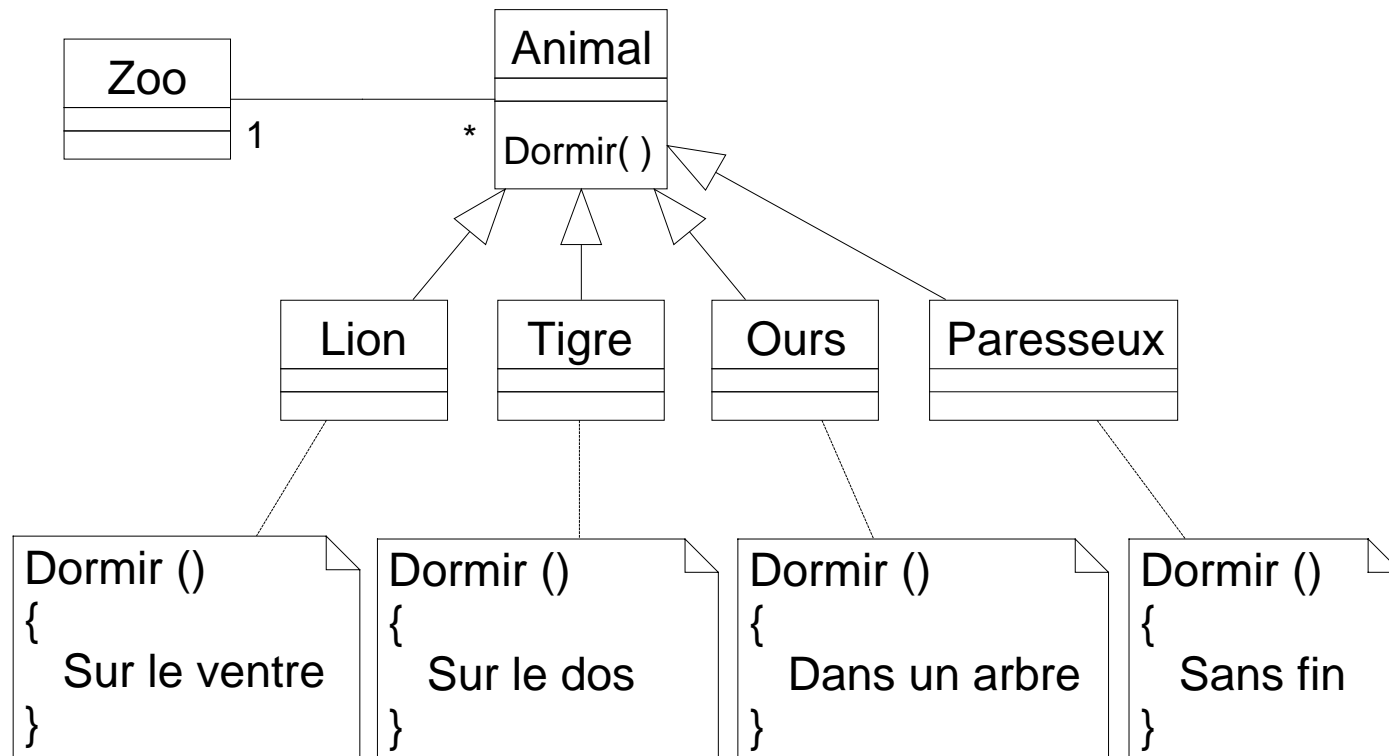 Zoo
1
*
Animal
Dormir( )
Lion
Tigre
Ours
Paresseux
Dormir ()
{
Sur le ventre
}
Dormir ()
{
Sur le dos
}
Dormir ()
{
Dans un arbre
}
Dormir ()
{
Sans fin
}